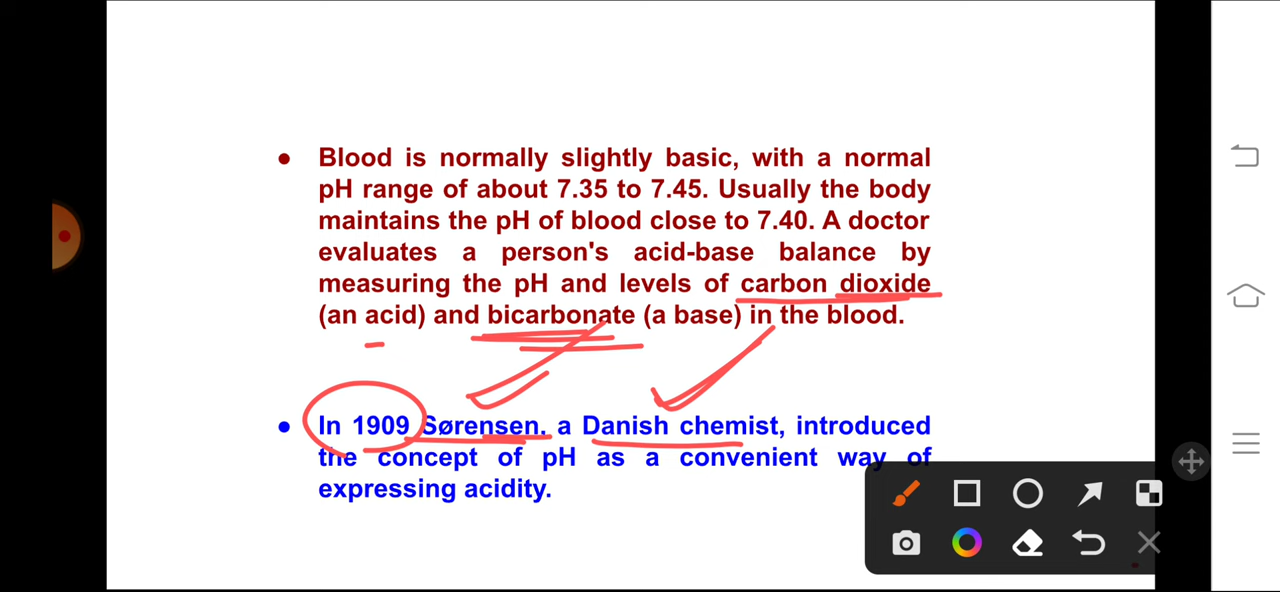 Blood is normally slightly basic, with a normal
pH range of about 7.35 to 7.45. Usually the body
maintains the pH of blood close to 7.40. A doctor
evaluates a person's acid-base balance by
measuring the pH and levels of carbon dioxide
(an acid) and bicarbonate (a base) in the blood.
In 1909 Sørensen, a Danish chemist, introduced
the concept of pH as a convenient way of
expressing acidity.